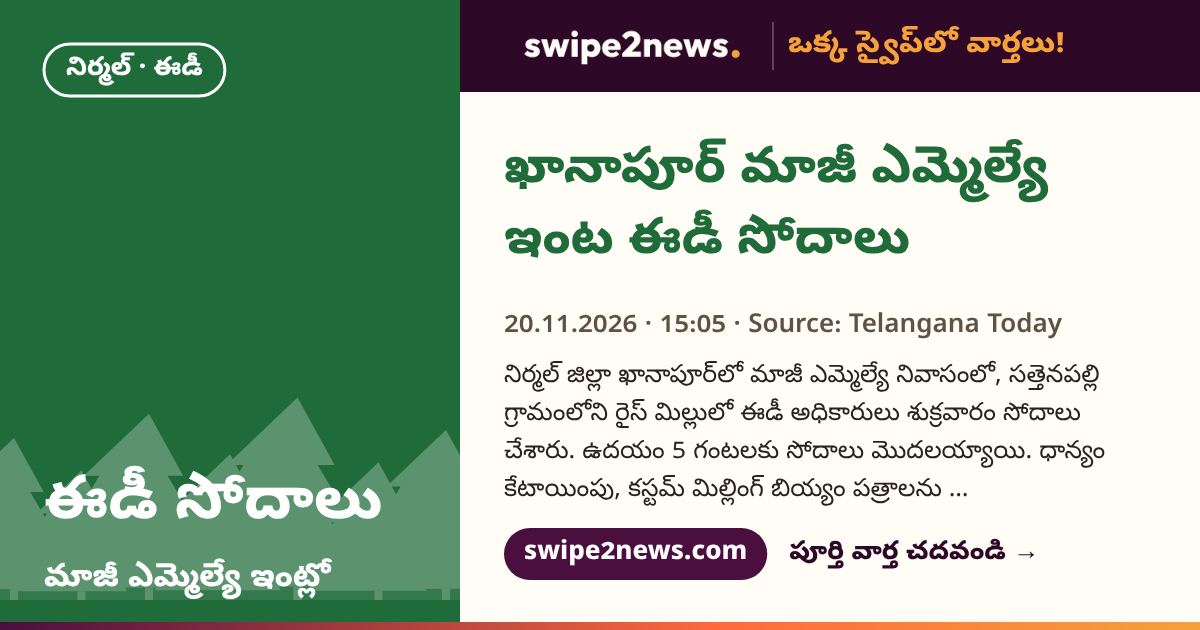 నిర్మల్ · ఈడీ
ఈడీ సోదాలు
మాజీ ఎమ్మెల్యే ఇంట్లో
swipe2news.
ఒక్క స్వైప్‌లో వార్తలు!
ఖానాపూర్ మాజీ ఎమ్మెల్యే
ఇంట ఈడీ సోదాలు
20.11.2026 · 15:05 · Source: Telangana Today
నిర్మల్ జిల్లా ఖానాపూర్‌లో మాజీ ఎమ్మెల్యే నివాసంలో, సత్తెనపల్లి
గ్రామంలోని రైస్ మిల్లులో ఈడీ అధికారులు శుక్రవారం సోదాలు
చేశారు. ఉదయం 5 గంటలకు సోదాలు మొదలయ్యాయి. ధాన్యం
కేటాయింపు, కస్టమ్ మిల్లింగ్ బియ్యం పత్రాలను ...
swipe2news.com
పూర్తి వార్త చదవండి →